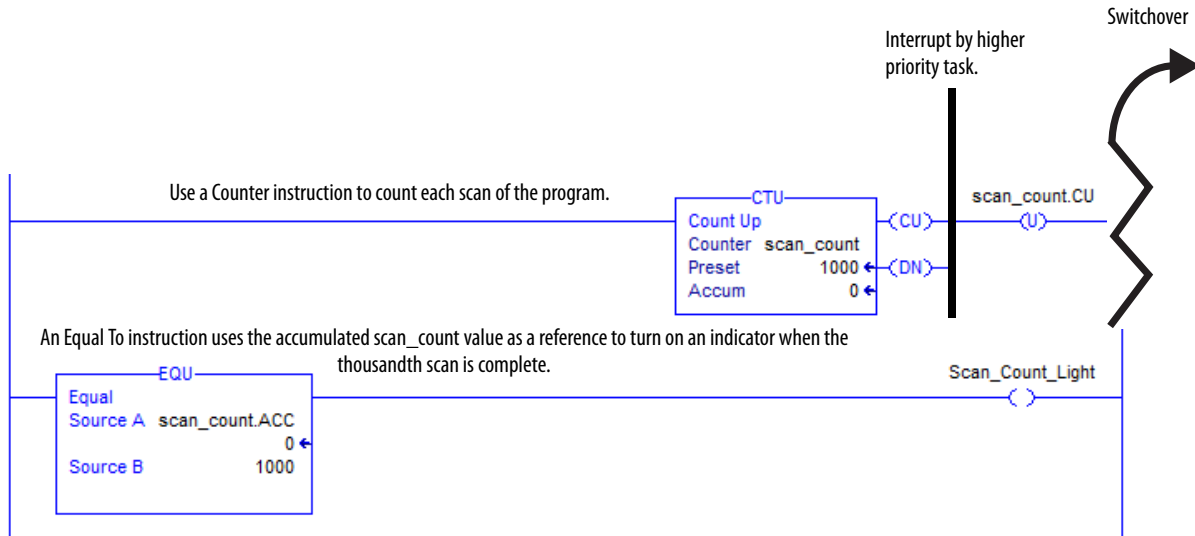 Switchover
Interrupt by higher
priority task.
Use a Counter instruction to count each scan of the program.
CTU
Count Up
Counter scan_count
Preset 1000
Accum 0
CU
DN
scan_count.CU
U
An Equal To instruction uses the accumulated scan_count value as a reference to turn on an indicator when the
thousandth scan is complete.
EQU
Equal
Source A scan_count.ACC
0
Source B 1000
Scan_Count_Light